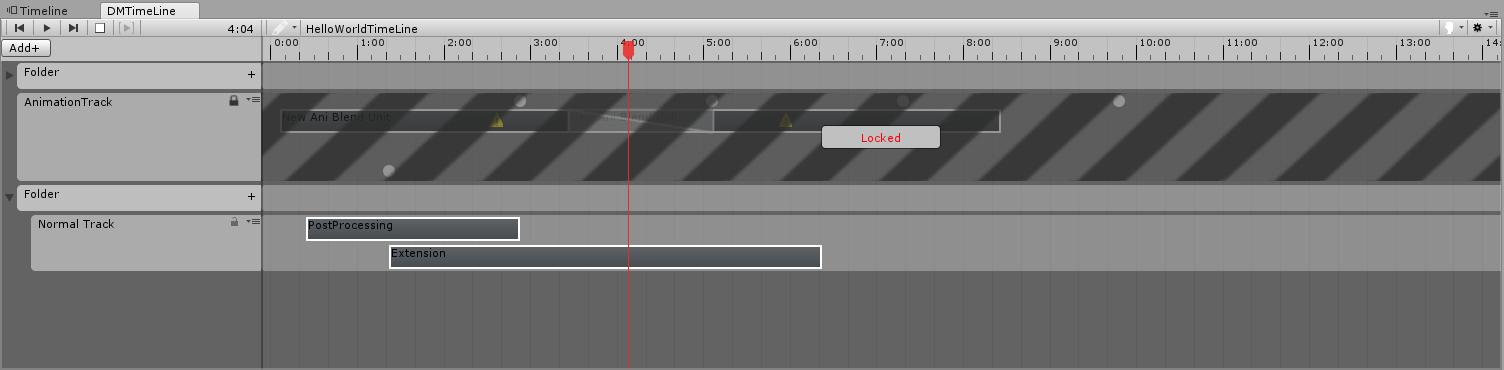 Timeline
DMTimeLine
4:04
HelloWorldTimeLine
Add+
0:00 1:00 2:00 3:00 4:00 5:00 6:00 7:00 8:00 9:00 10:00 11:00 12:00 13:00 14:
Folder +
AnimationTrack
New Ani Blend Unit
Locked
Folder +
Normal Track
PostProcessing
Extension